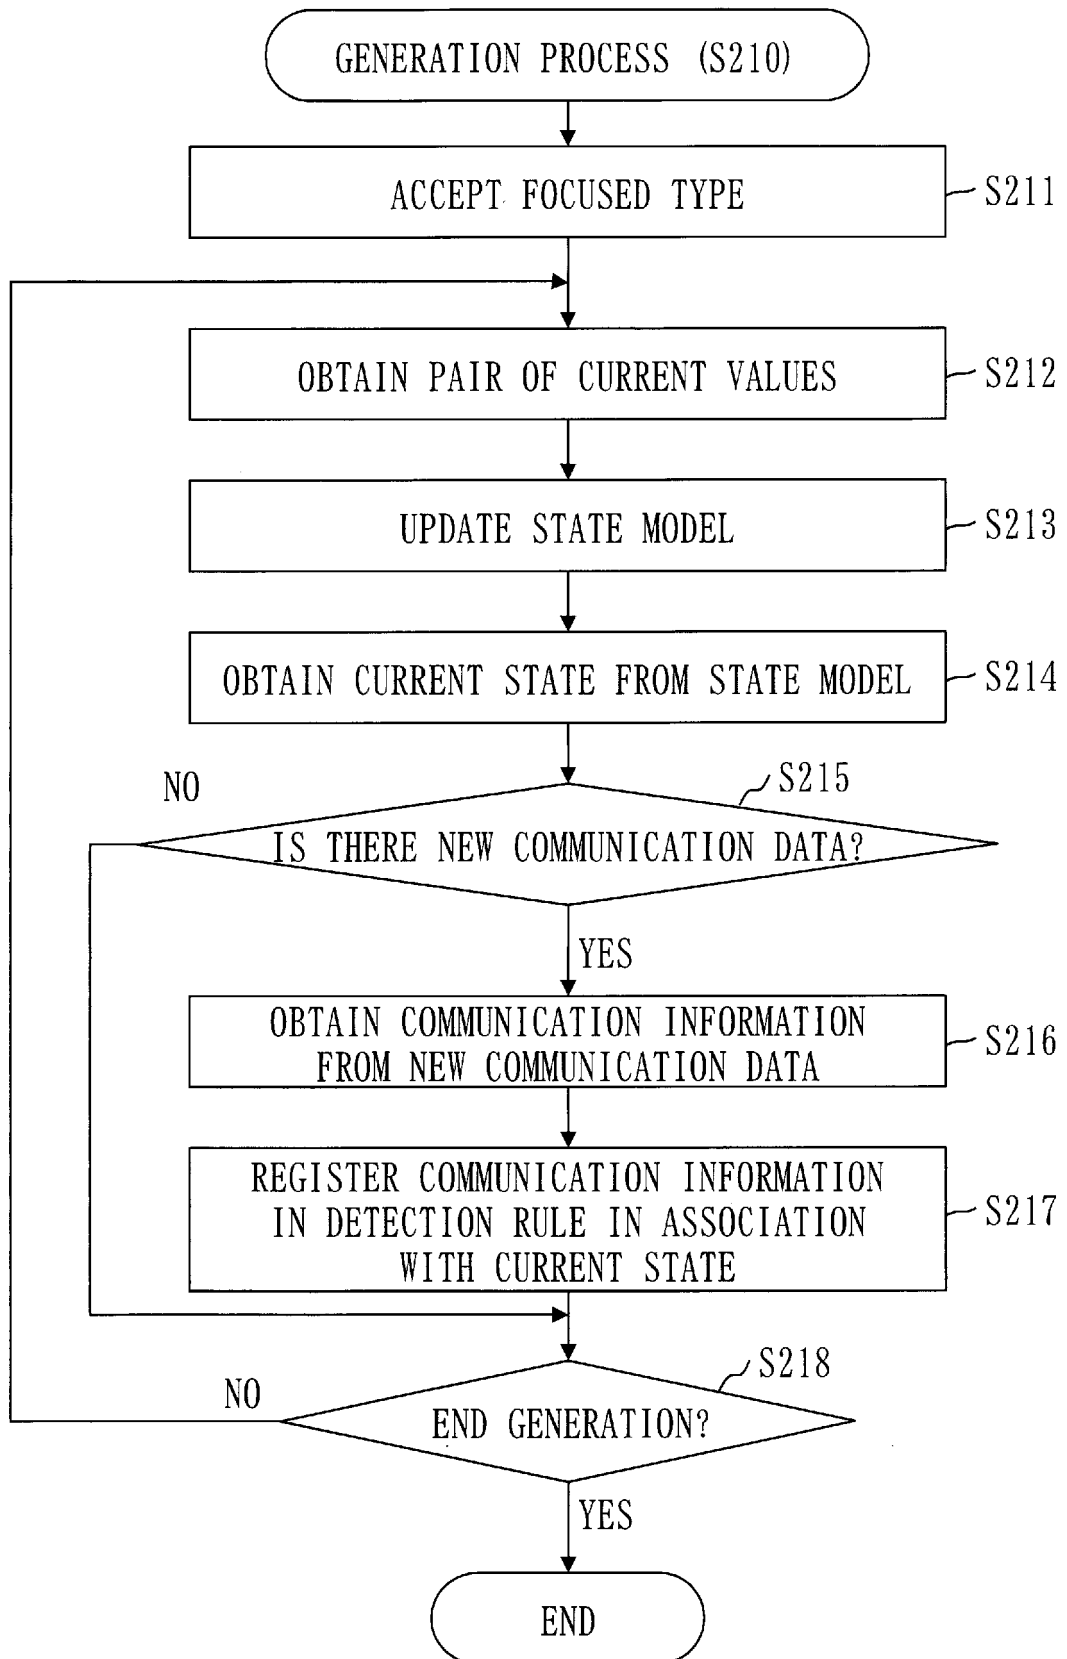 GENERATION PROCESS (S210)
ACCEPT FOCUSED TYPE
S211
OBTAIN PAIR OF CURRENT VALUES
S212
UPDATE STATE MODEL
S213
OBTAIN CURRENT STATE FROM STATE MODEL
S214
NO
S215
IS THERE NEW COMMUNICATION DATA?
YES
OBTAIN COMMUNICATION INFORMATION
FROM NEW COMMUNICATION DATA
S216
REGISTER COMMUNICATION INFORMATION
IN DETECTION RULE IN ASSOCIATION
WITH CURRENT STATE
S217
S218
NO
END GENERATION?
YES
END